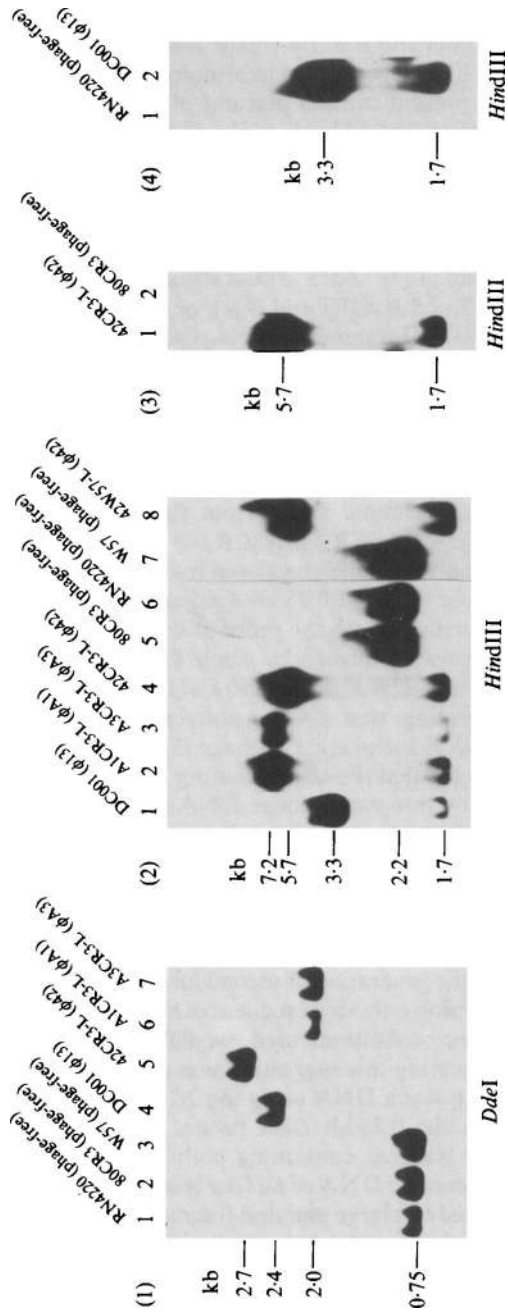 (1)
RN4220 (phage-free)
80CR3 (phage-free)
W57 (phage-free)
DC001 (φ13)
42CR3-L (φ42)
A1CR3-L (φA1)
A3CR3-L (φA3)
kb
1 2 3 4 5 6 7
2·7
2·4
2·0
0·75
DdeI
(2)
DC001 (φ13)
A1CR3-L (φA1)
A3CR3-L (φA3)
42CR3-L (φ42)
80CR3 (phage-free)
RN4220 (phage-free)
W57 (phage-free)
42W57-L (φ42)
kb
1 2 3 4 5 6 7 8
7·2
5·7
3·3
2·2
1·7
HindIII
(3)
42CR3-L (φ42)
80CR3 (phage-free)
kb
1 2
5·7
1·7
HindIII
(4)
RN4220 (phage-free)
DC001 (φ13)
1 2
kb
3·3
1·7
HindIII